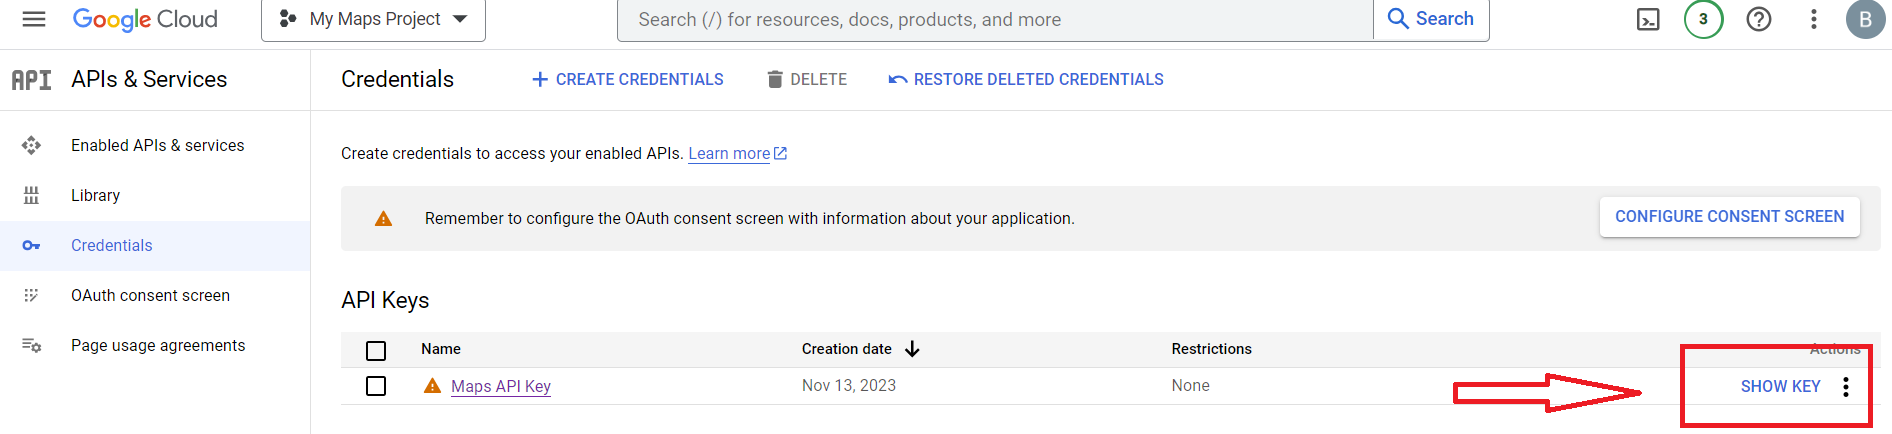 Google Cloud My Maps Project Search (/) for resources, docs, products, and more Search 3 B
API APIs & Services Credentials CREATE CREDENTIALS DELETE RESTORE DELETED CREDENTIALS
Enabled APIs & services
Library
Credentials
OAuth consent screen
Page usage agreements
Create credentials to access your enabled APIs. Learn more
Remember to configure the OAuth consent screen with information about your application. CONFIGURE CONSENT SCREEN
API Keys
Name Creation date Restrictions Actions
Maps API Key Nov 13, 2023 None SHOW KEY